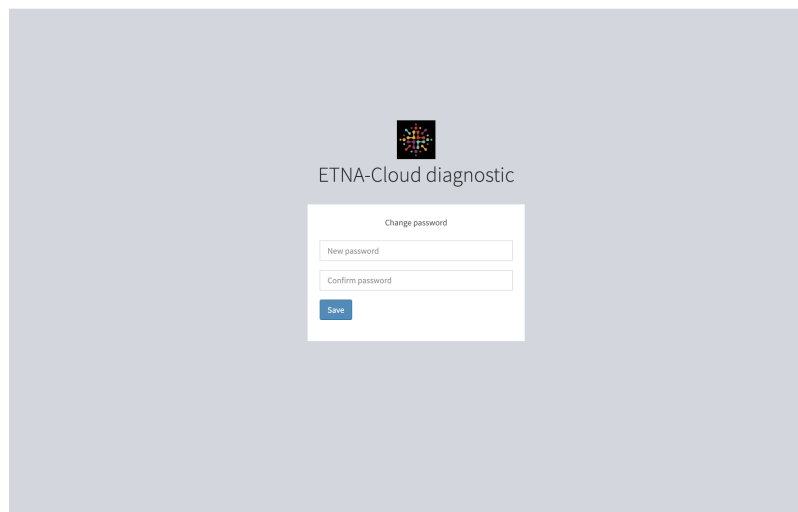 ETNA-Cloud diagnostic
Change password
New password
Confirm password
Save